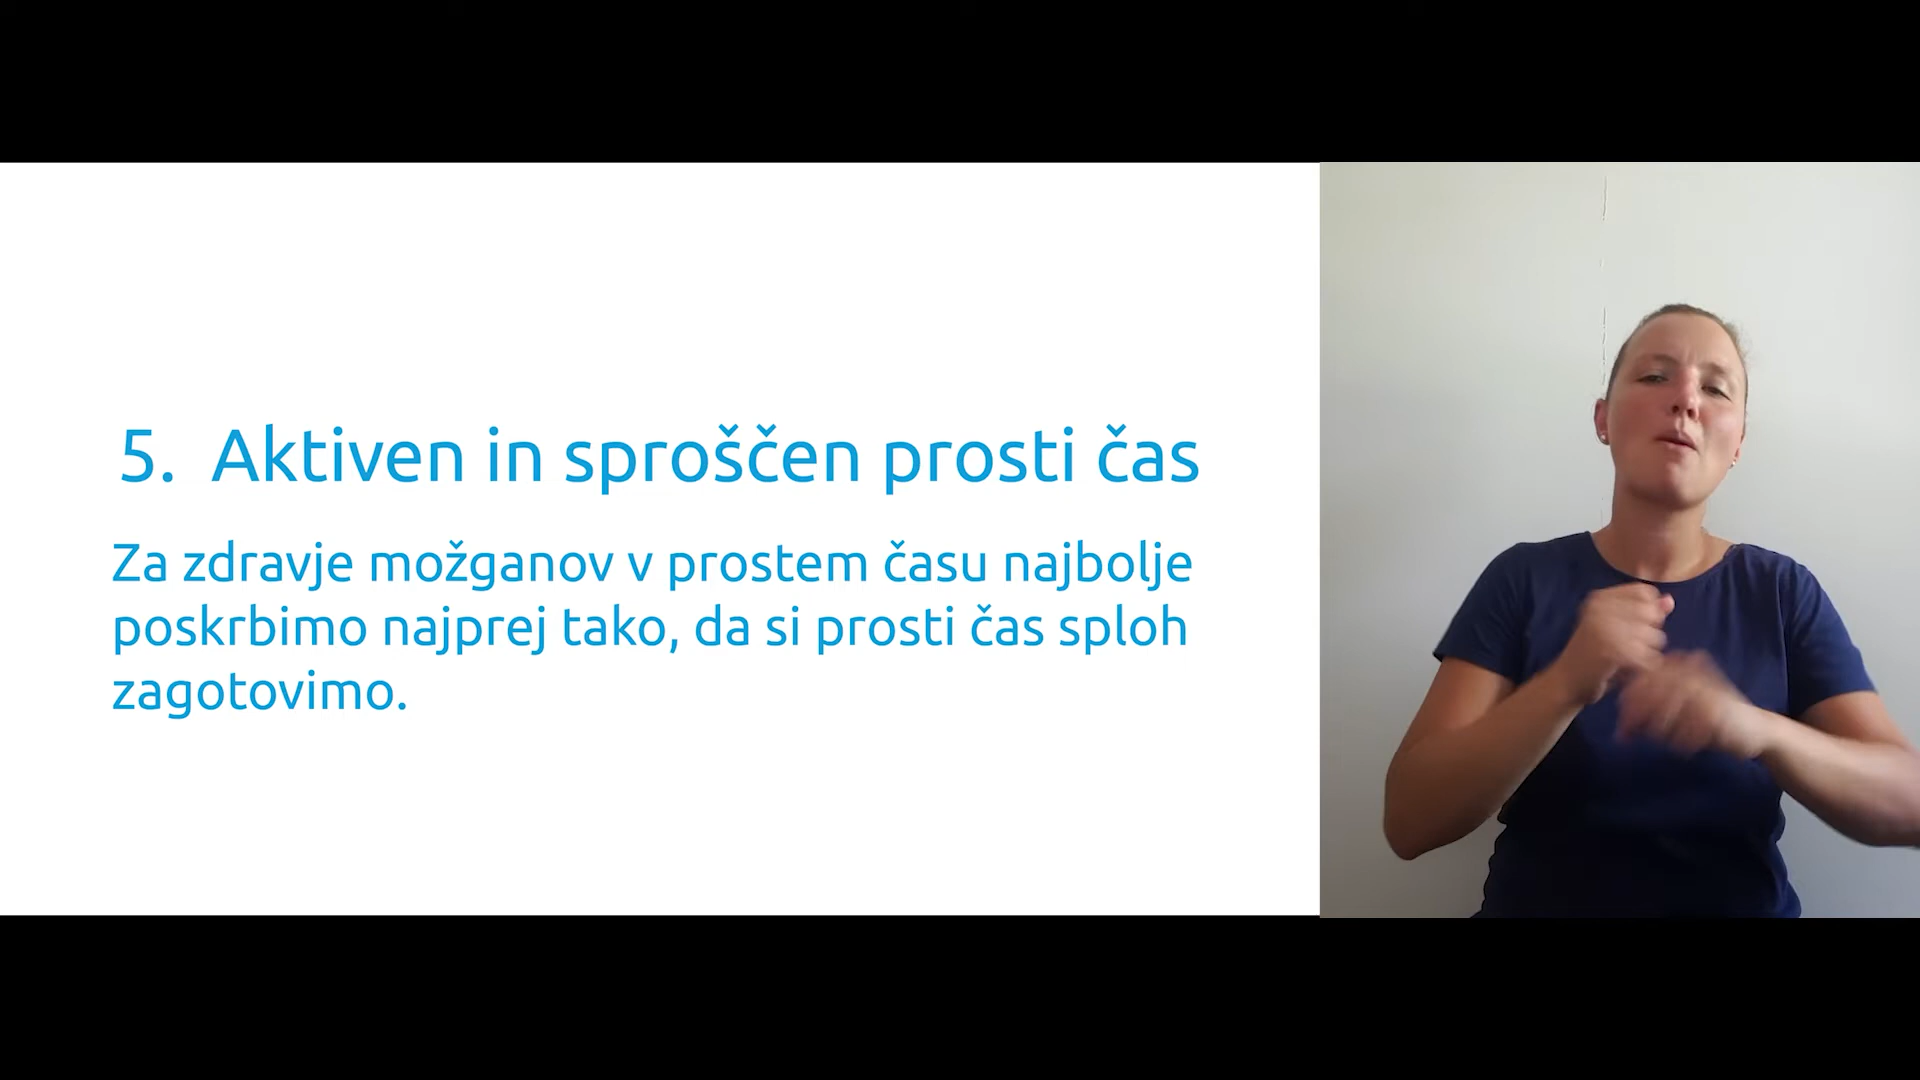 5. Aktiven in sproščen prosti čas
Za zdravje možganov v prostem času najbolje
poskrbimo najprej tako, da si prosti čas sploh
zagotovimo.